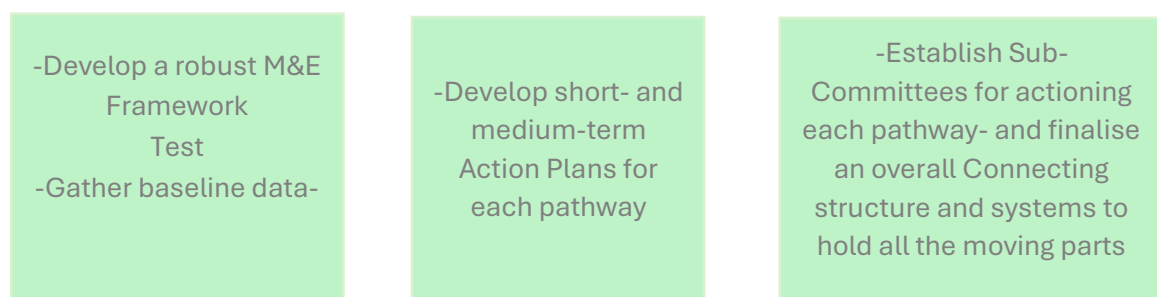 -Develop a robust M&E
Framework
Test
-Gather baseline data-
-Develop short- and
medium-term
Action Plans for
each pathway
-Establish Sub-
Committees for actioning
each pathway- and finalise
an overall Connecting
structure and systems to
hold all the moving parts